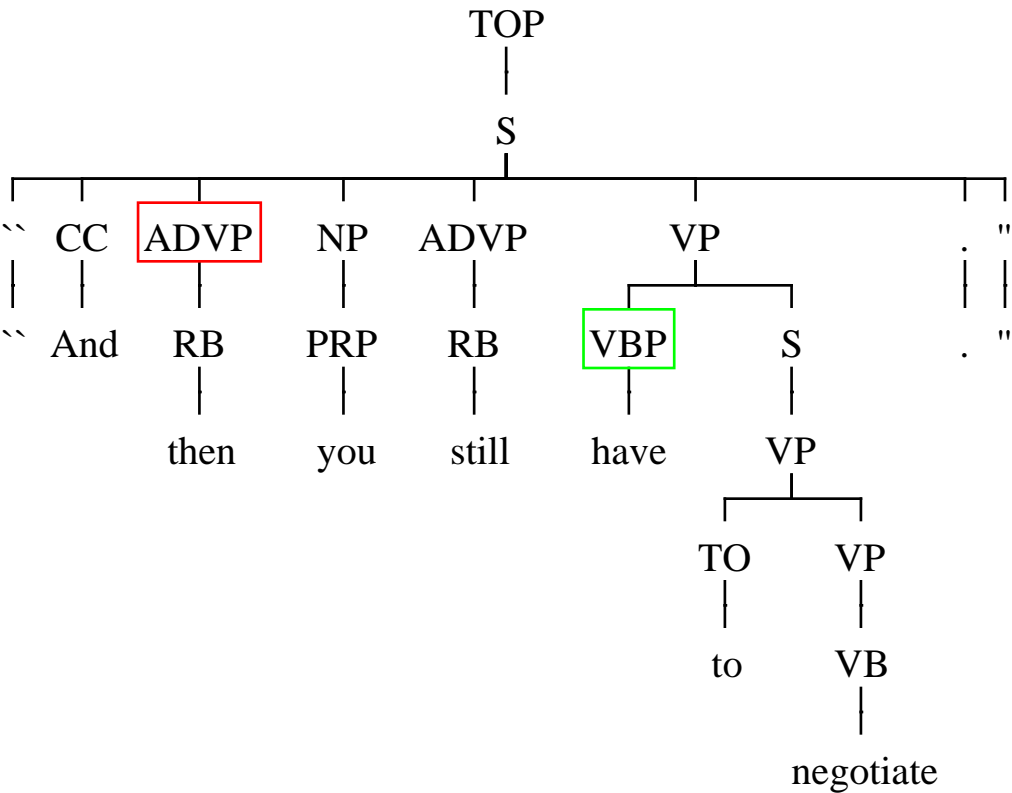 TOP
S
`` CC ADVP NP ADVP VP . "
`` And RB PRP RB VBP S . "
then you still have VP
TO VP
to VB
negotiate